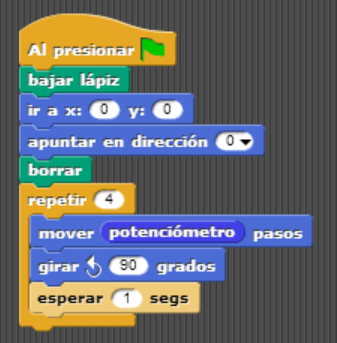 Al presionar
bajar lápiz
ir a x: 0 y: 0
apuntar en dirección 0
borrar
repetir 4
mover potenciómetro pasos
girar 90 grados
esperar 1 segs